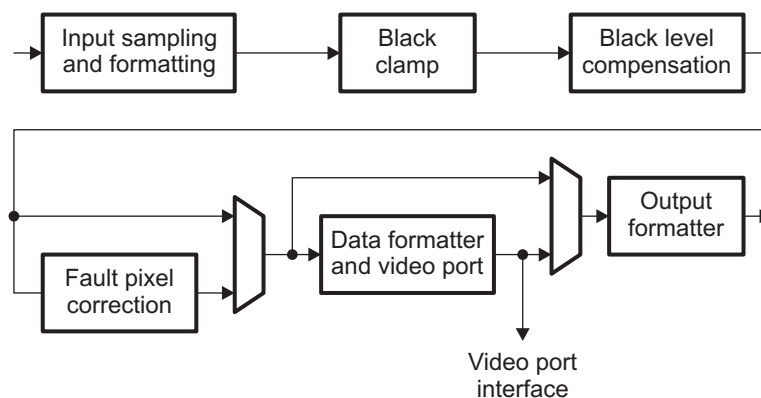 Input sampling
and formatting
Black
clamp
Black level
compensation
Fault pixel
correction
Data formatter
and video port
Output
formatter
Video port
interface